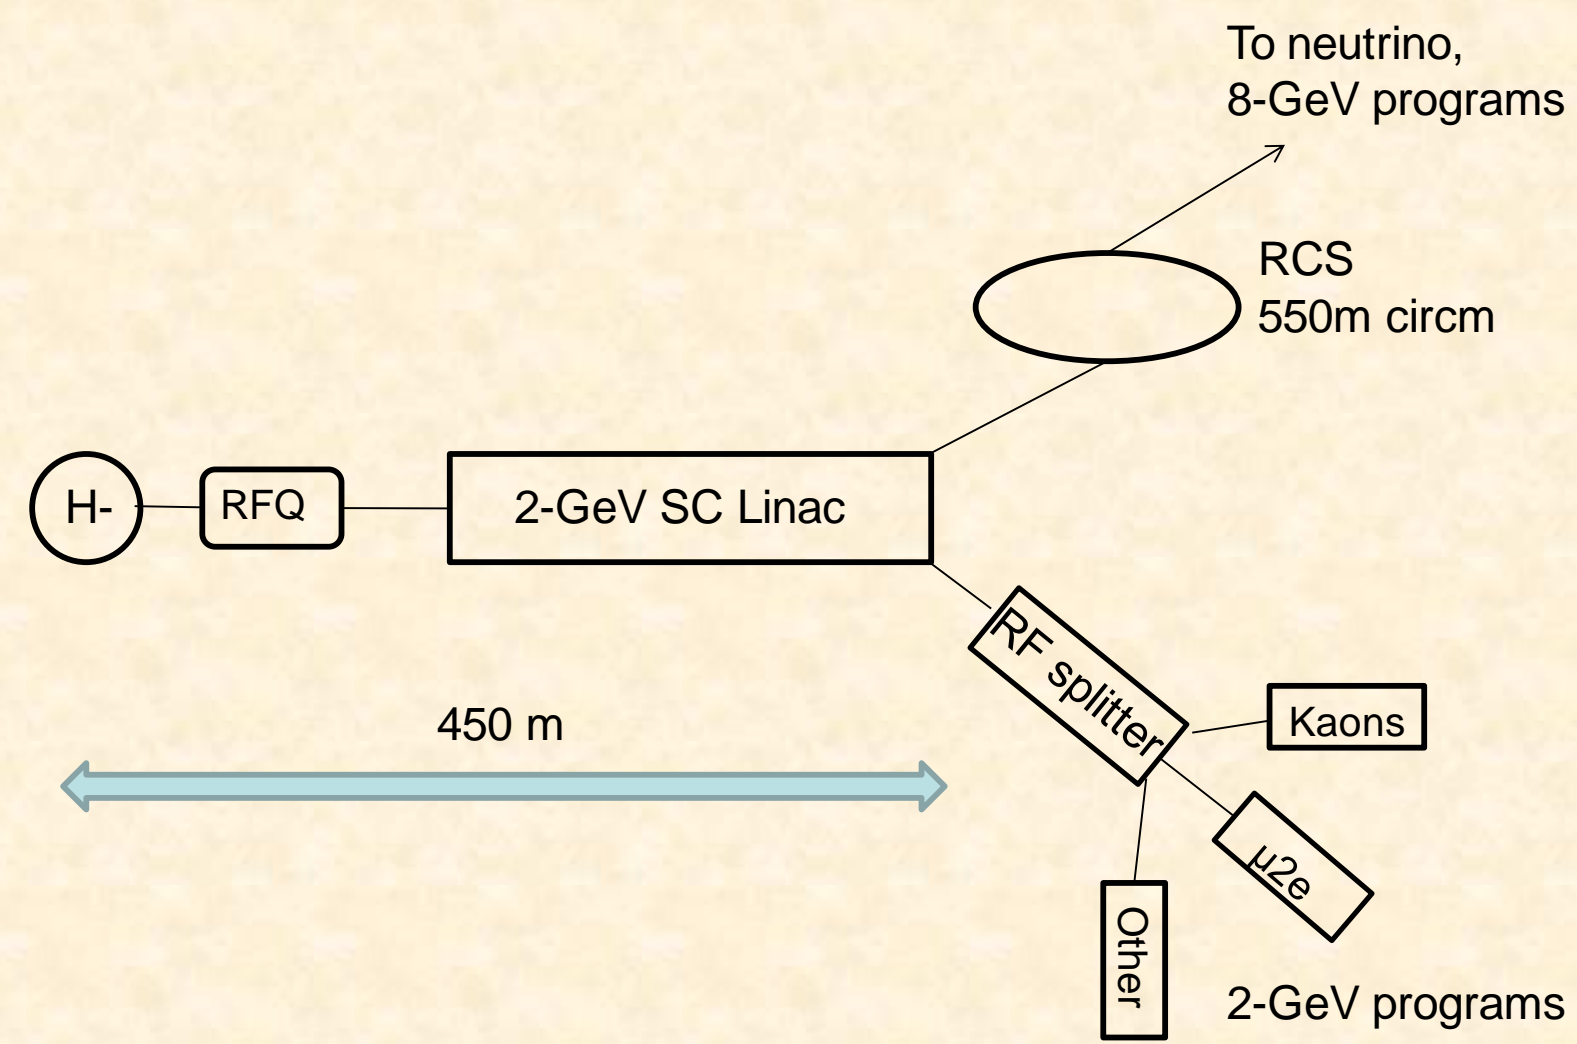 To neutrino,
8-GeV programs
RCS
550m circm
H-
RFQ
2-GeV SC Linac
RF splitter
450 m
Kaons
μ2e
Other
2-GeV programs